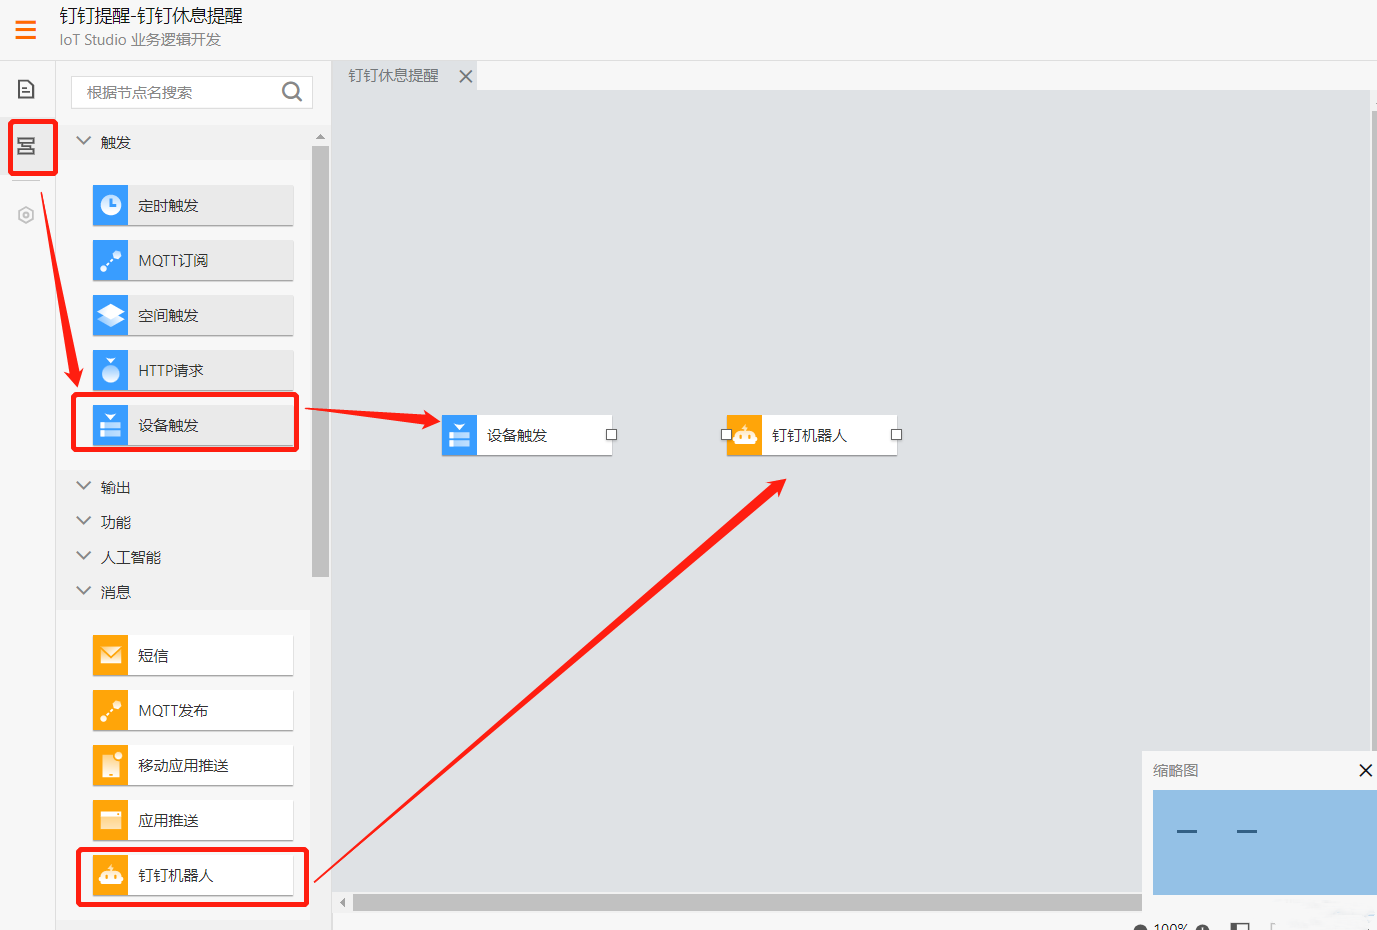 钉钉提醒-钉钉休息提醒
IoT Studio 业务逻辑开发
根据节点名搜索
钉钉休息提醒
触发
定时触发
MQTT订阅
空间触发
HTTP请求
设备触发
设备触发
钉钉机器人
输出
功能
人工智能
消息
短信
MQTT发布
移动应用推送
应用推送
钉钉机器人
缩略图
100%